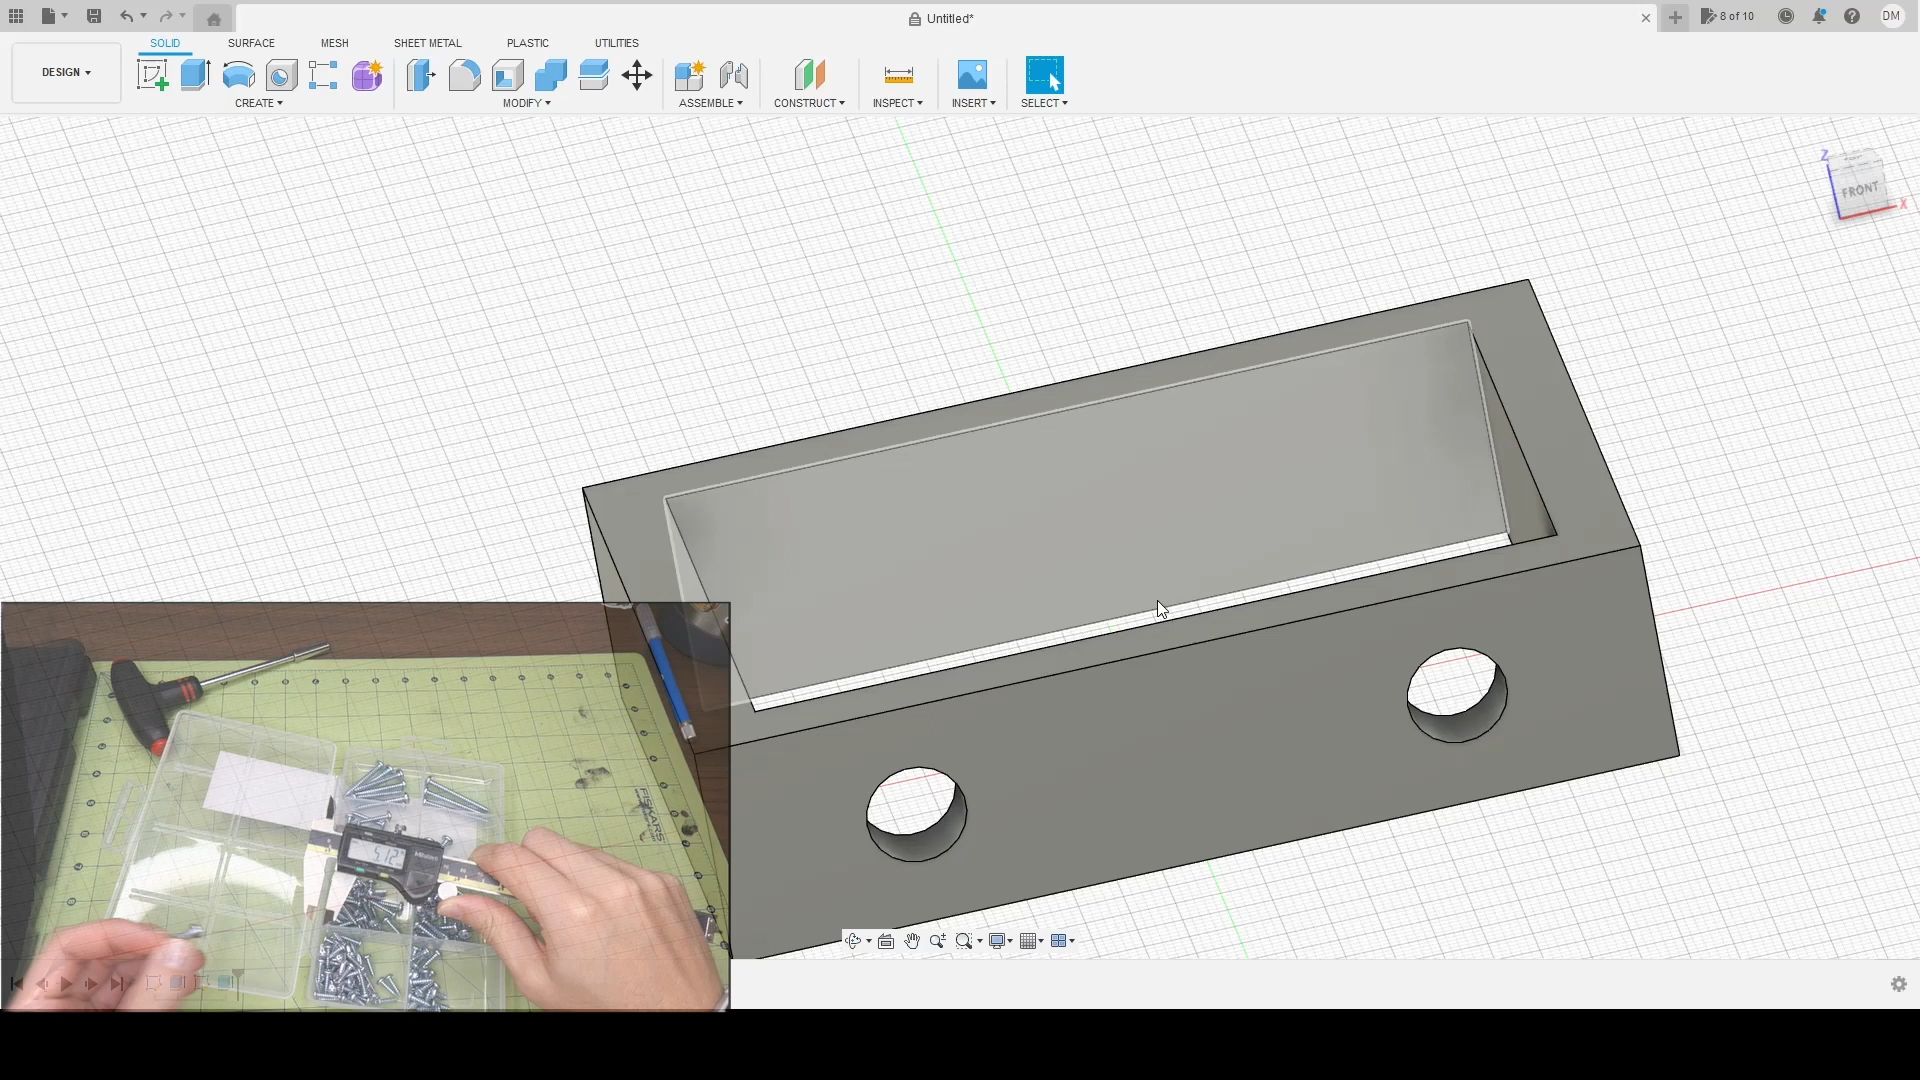 Untitled*
8 of 10
DM
DESIGN
SOLID
SURFACE
MESH
SHEET METAL
PLASTIC
UTILITIES
CREATE
MODIFY
ASSEMBLE
CONSTRUCT
INSPECT
INSERT
SELECT
Z
TOP
FRONT
X
FISKARS